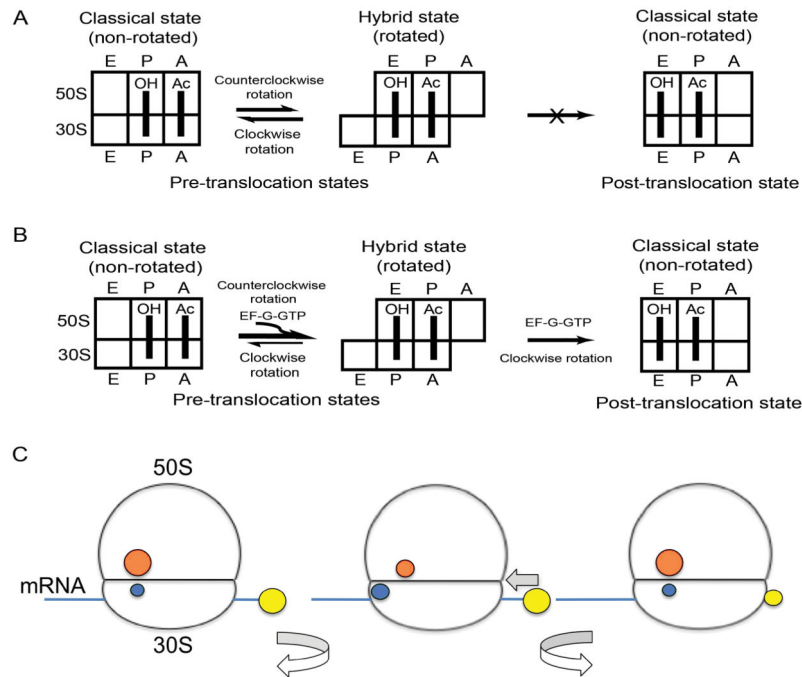 A
Classical state
(non-rotated)
Hybrid state
(rotated)
Classical state
(non-rotated)
E P A
E P A
E P A
OH Ac
OH Ac
OH Ac
50S
30S
Counterclockwise
rotation
Clockwise
rotation
X
E P A
E P A
E P A
Pre-translocation states
Post-translocation state
B
Classical state
(non-rotated)
Hybrid state
(rotated)
Classical state
(non-rotated)
E P A
E P A
E P A
OH Ac
OH Ac
OH Ac
50S
30S
Counterclockwise
rotation
EF-G-GTP
Clockwise
rotation
EF-G-GTP
Clockwise rotation
E P A
E P A
E P A
Pre-translocation states
Post-translocation state
C
50S
mRNA
30S